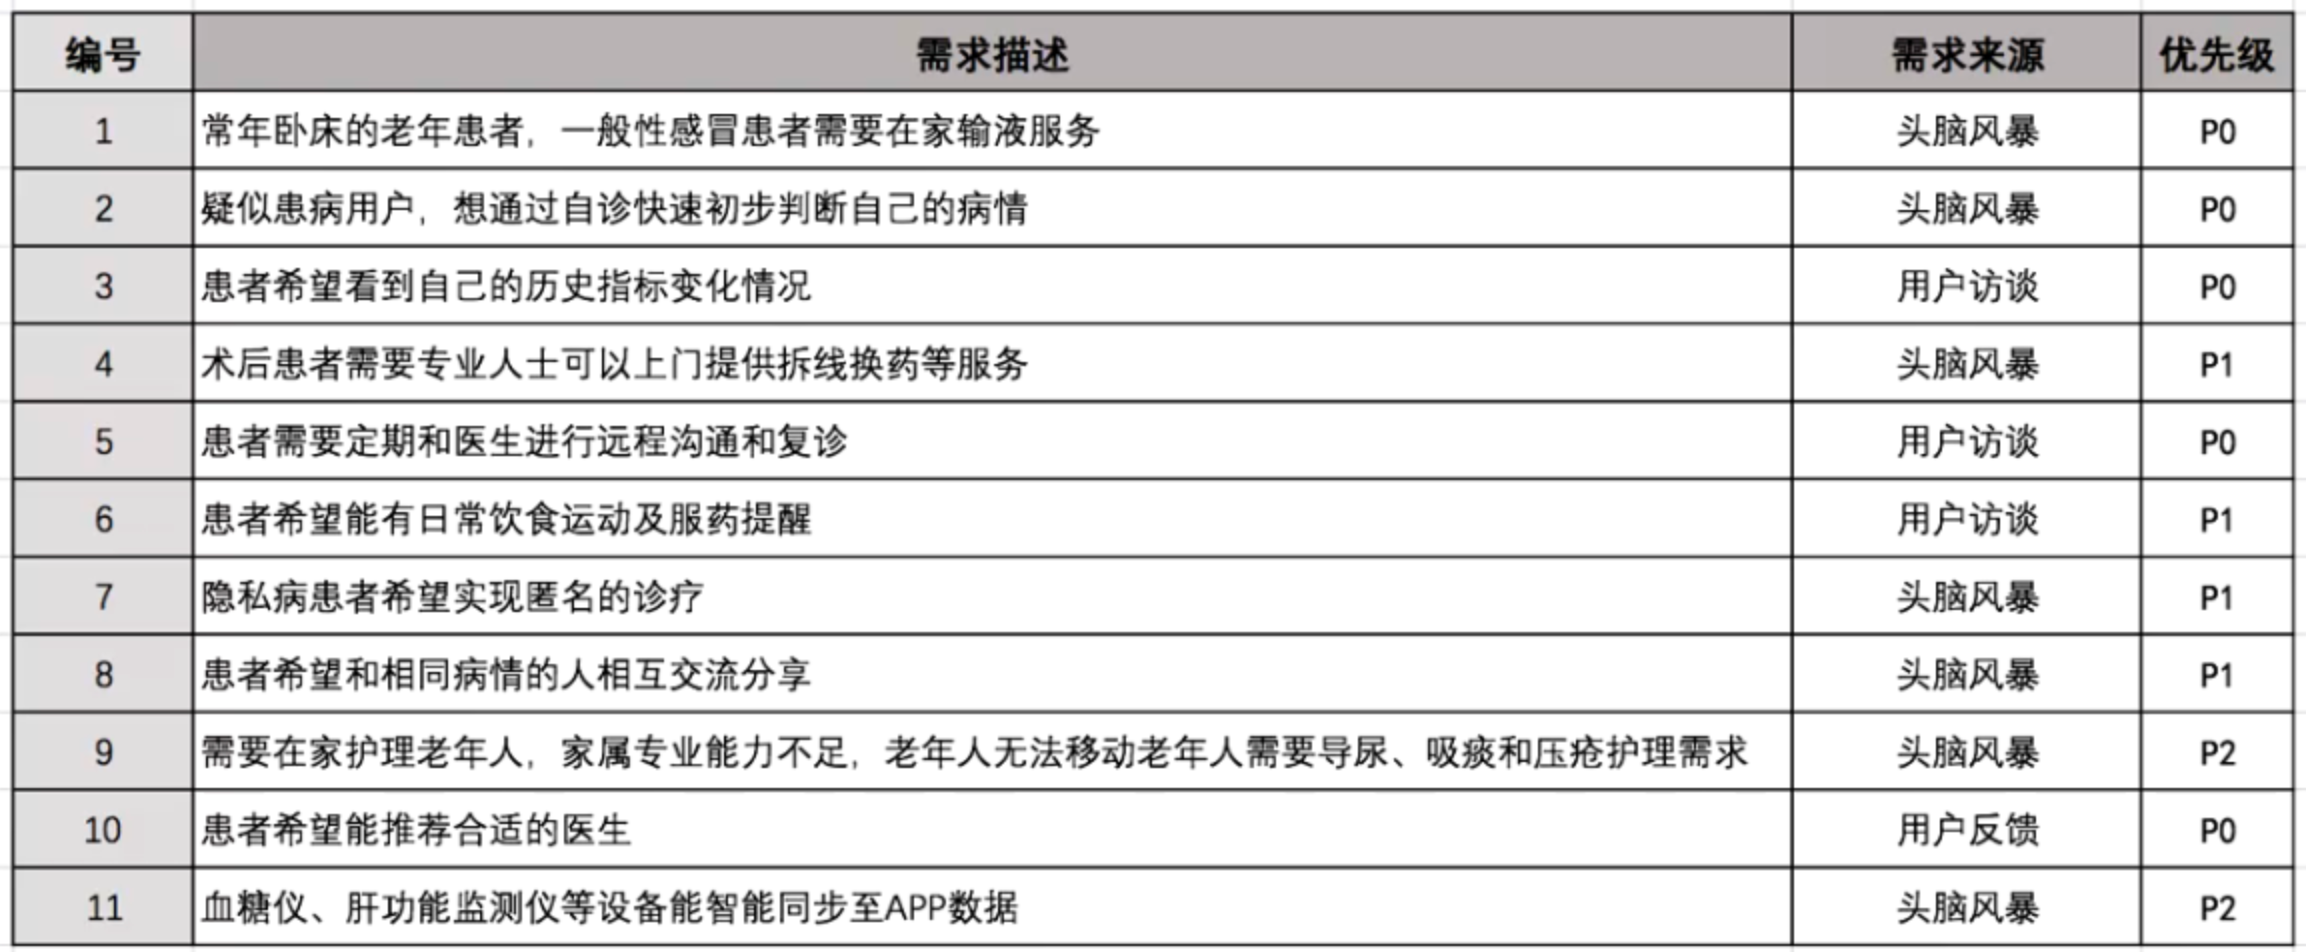 编号 需求描述 需求来源 优先级
1 常年卧床的老年患者，一般性感冒患者需要在家输液服务 头脑风暴 P0
2 疑似患病用户，想通过自诊快速初步判断自己的病情 头脑风暴 P0
3 患者希望看到自己的历史指标变化情况 用户访谈 P0
4 术后患者需要专业人士可以上门提供拆线换药等服务 头脑风暴 P1
5 患者需要定期和医生进行远程沟通和复诊 用户访谈 P0
6 患者希望能有日常饮食运动及服药提醒 用户访谈 P1
7 隐私病患者希望实现匿名的诊疗 头脑风暴 P1
8 患者希望和相同病情的人相互交流分享 头脑风暴 P1
9 需要在家护理老年人，家属专业能力不足，老年人无法移动老年人需要导尿、吸痰和压疮护理需求 头脑风暴 P2
10 患者希望能推荐合适的医生 用户反馈 P0
11 血糖仪、肝功能监测仪等设备能智能同步至APP数据 头脑风暴 P2